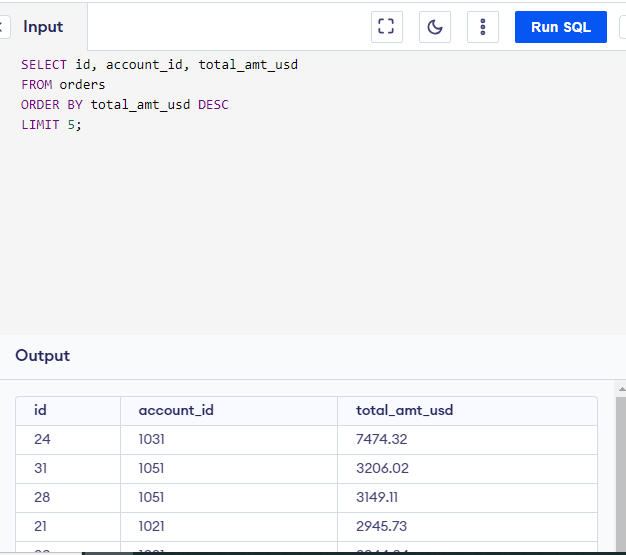 Input
Run SQL
SELECT id, account_id, total_amt_usd
FROM orders
ORDER BY total_amt_usd DESC
LIMIT 5;
Output
id account_id total_amt_usd
24 1031 7474.32
31 1051 3206.02
28 1051 3149.11
21 1021 2945.73